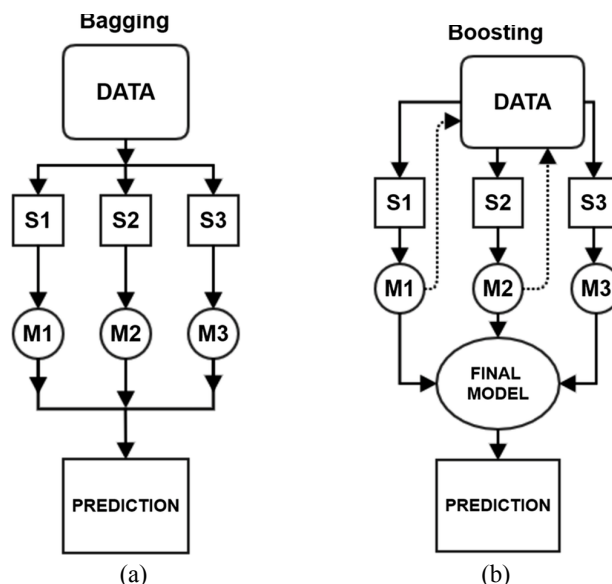 Bagging
DATA
S1 S2 S3
M1 M2 M3
PREDICTION
(a)
Boosting
DATA
S1 S2 S3
M1 M2 M3
FINAL
MODEL
PREDICTION
(b)